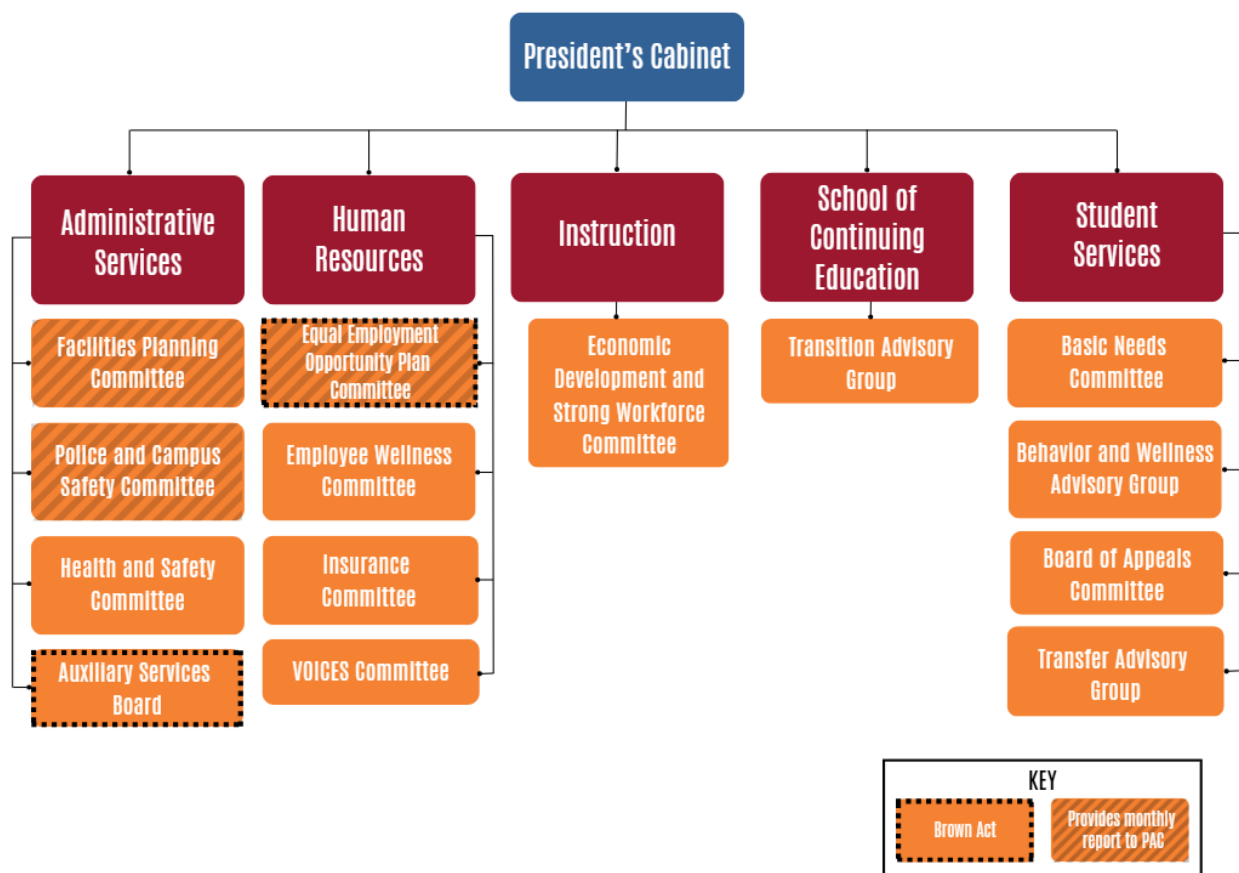 President’s Cabinet
Administrative
Services
Human
Resources
Instruction
School of
Continuing
Education
Student
Services
Facilities Planning
Committee
Police and Campus
Safety Committee
Health and Safety
Committee
Auxiliary Services
Board
Equal Employment
Opportunity Plan
Committee
Employee Wellness
Committee
Insurance
Committee
VOICES Committee
Economic
Development and
Strong Workforce
Committee
Transition Advisory
Group
Basic Needs
Committee
Behavior and Wellness
Advisory Group
Board of Appeals
Committee
Transfer Advisory
Group
KEY
Brown Act
Provides monthly
report to PAC